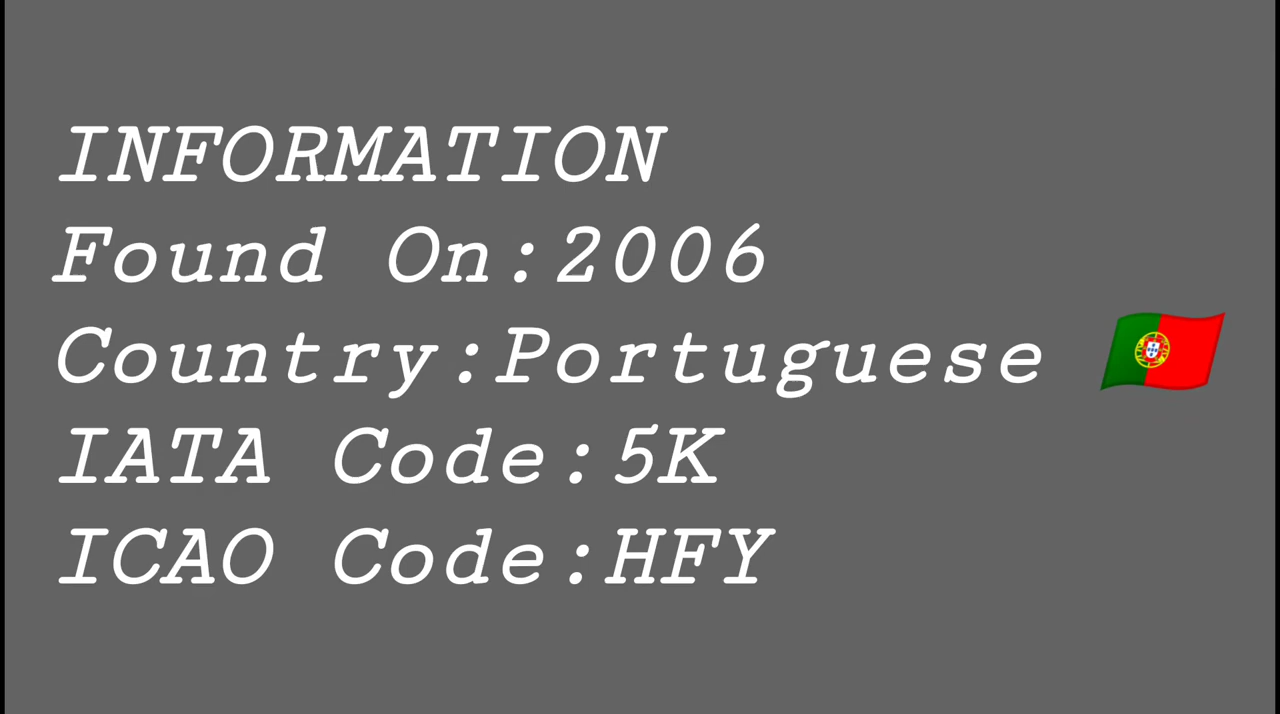 INFORMATION
Found On:2006
Country:Portuguese 🇵🇹
IATA Code:5K
ICAO Code:HFY